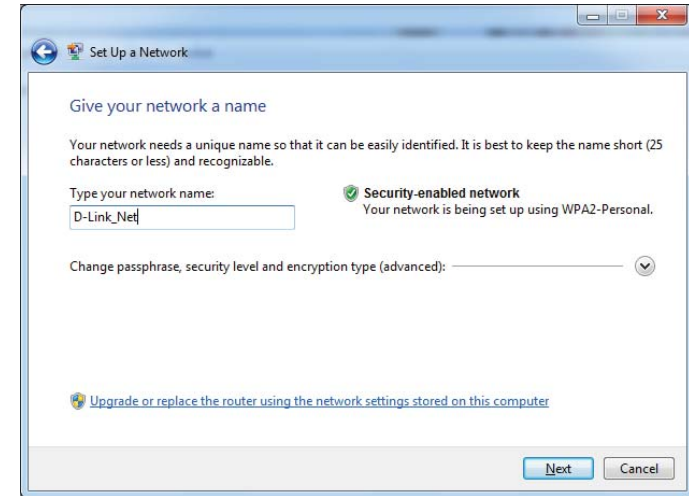 Set Up a Network
Give your network a name
Your network needs a unique name so that it can be easily identified. It is best to keep the name short (25
characters or less) and recognizable.
Type your network name:
Security-enabled network
D-Link_Net
Your network is being set up using WPA2-Personal.
Change passphrase, security level and encryption type (advanced):
Upgrade or replace the router using the network settings stored on this computer
Next
Cancel